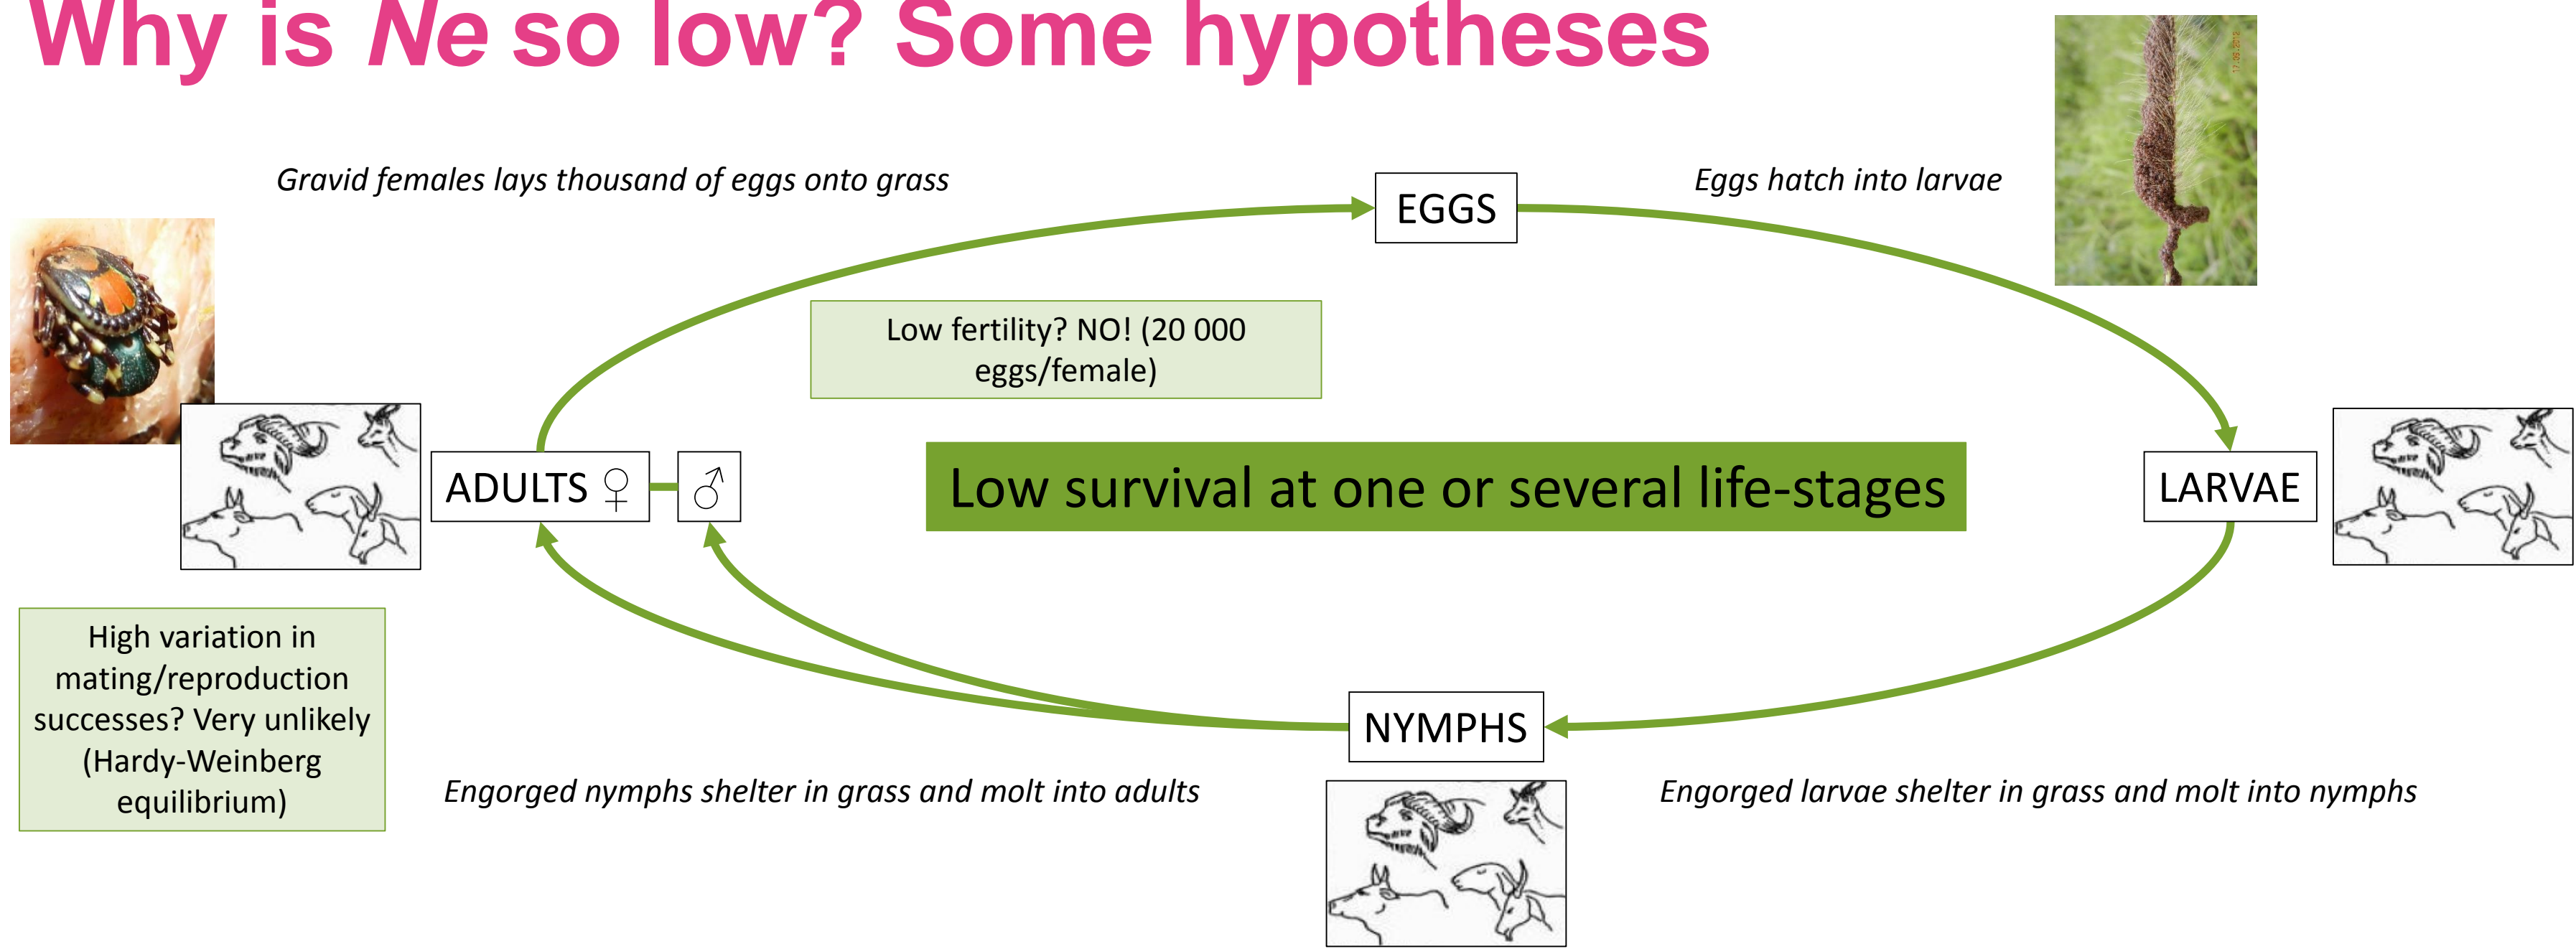 Why is Ne so low? Some hypotheses
17/09/2012
Gravid females lays thousand of eggs onto grass
EGGS
Eggs hatch into larvae
Low fertility? NO! (20 000
eggs/female)
ADULTS ♀
♂
Low survival at one or several life-stages
LARVAE
High variation in
mating/reproduction
successes? Very unlikely
(Hardy-Weinberg
equilibrium)
NYMPHS
Engorged nymphs shelter in grass and molt into adults
Engorged larvae shelter in grass and molt into nymphs